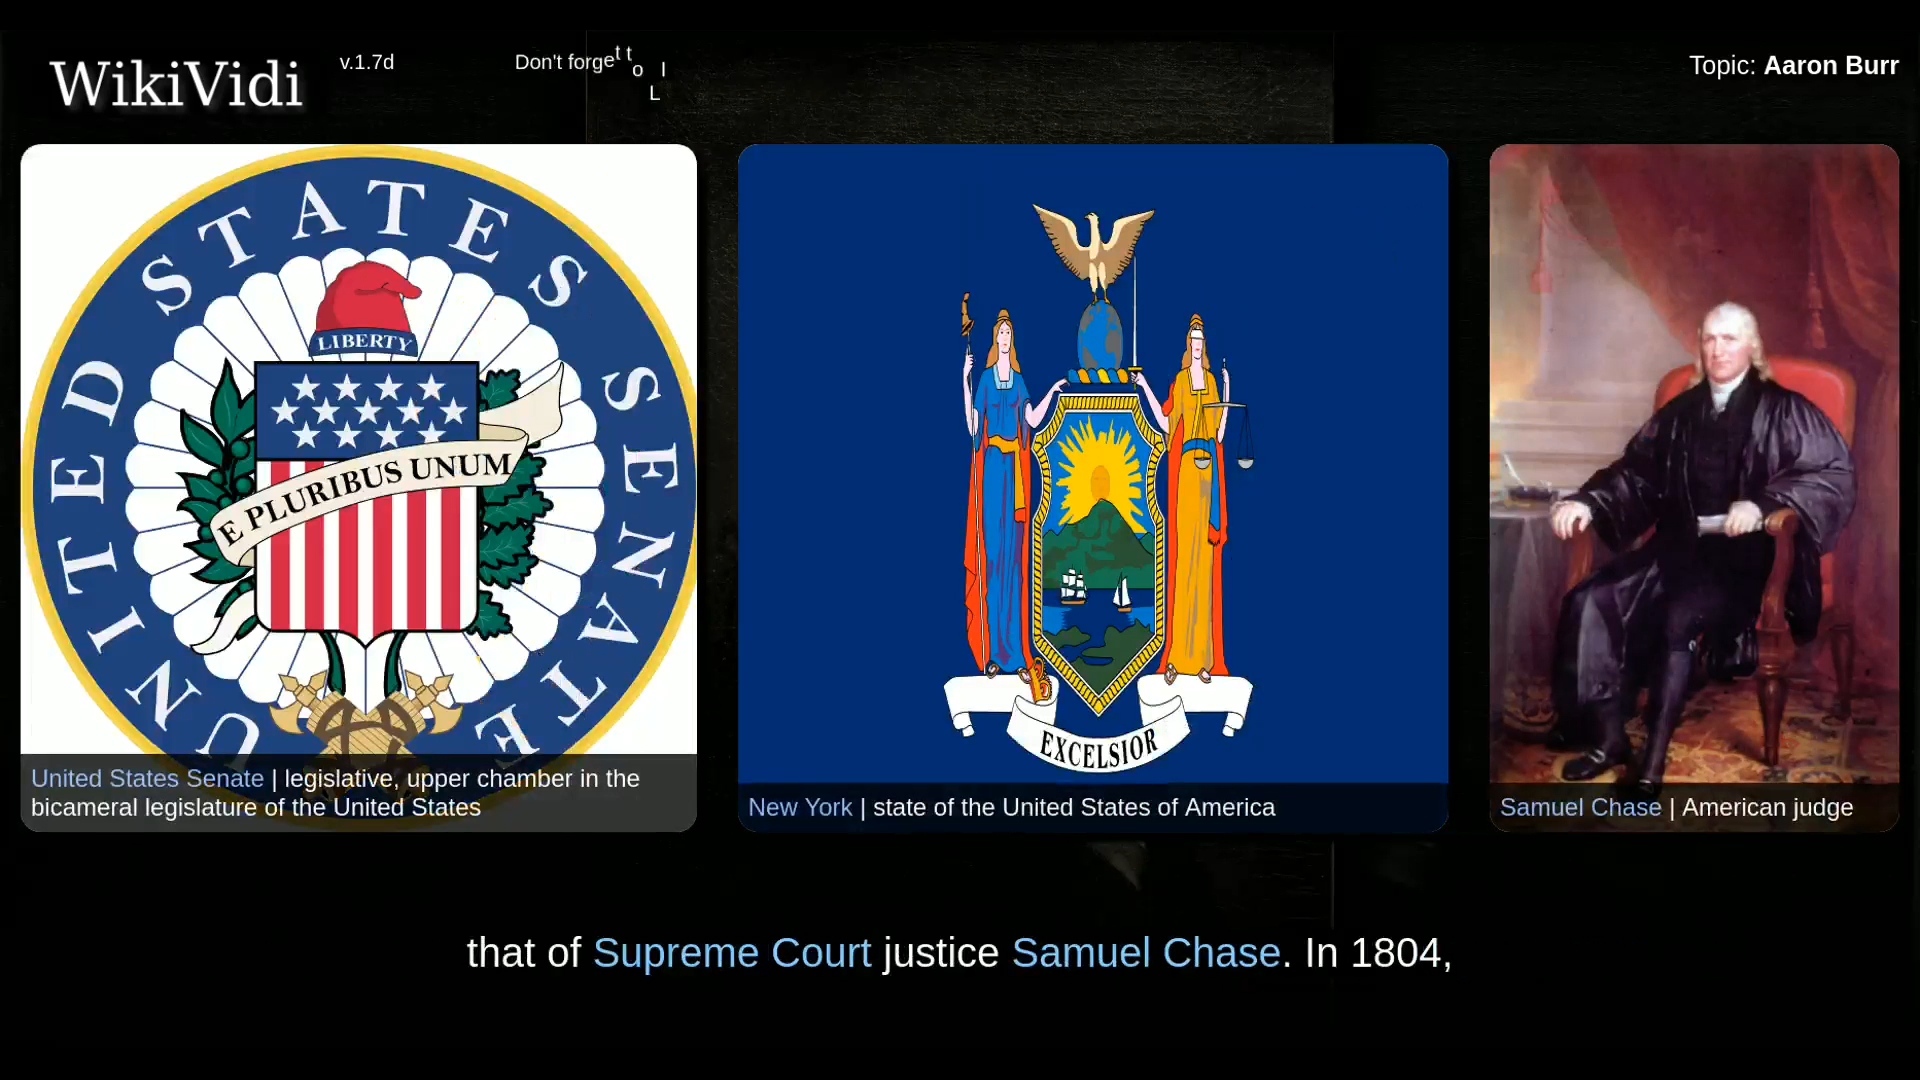 WikiVidi
v.1.7d
Don't forget to
Topic: Aaron Burr
UNITED STATES SENATE
LIBERTY
E PLURIBUS UNUM
United States Senate | legislative, upper chamber in the
bicameral legislature of the United States
EXCELSIOR
New York | state of the United States of America
Samuel Chase | American judge
that of Supreme Court justice Samuel Chase. In 1804,